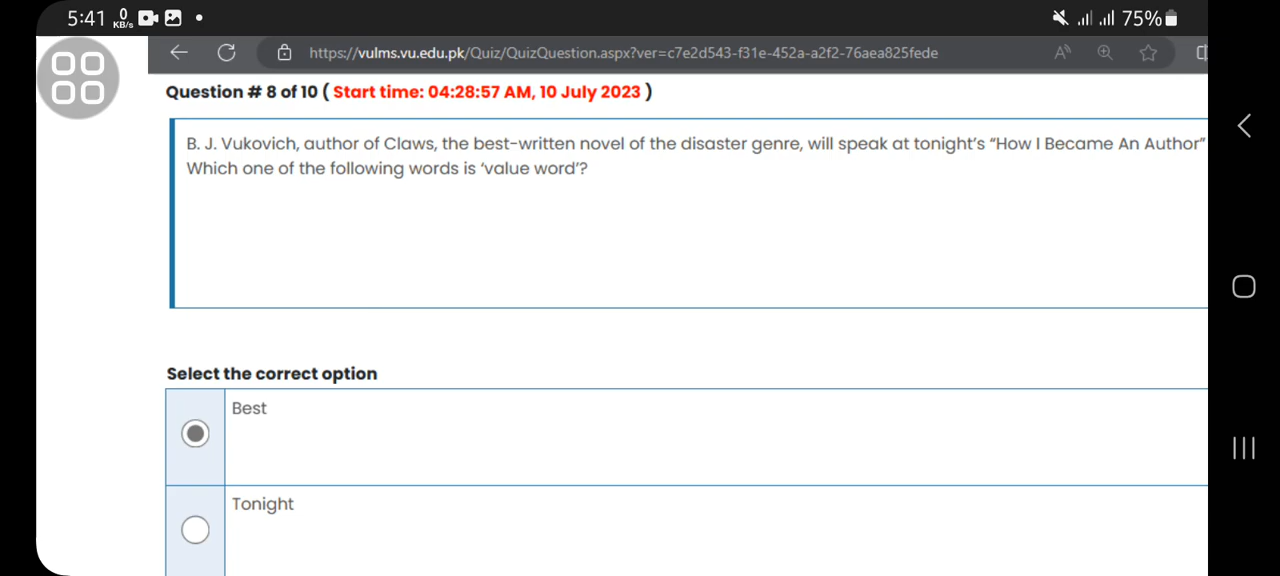 5:41 0 KB/s 75%
https://vulms.vu.edu.pk/Quiz/QuizQuestion.aspx?ver=c7e2d543-f31e-452a-a2f2-76aea825fede
Question # 8 of 10 ( Start time: 04:28:57 AM, 10 July 2023 )
B. J. Vukovich, author of Claws, the best-written novel of the disaster genre, will speak at tonight's “How I Became An Author”
Which one of the following words is ‘value word’?
Select the correct option
Best
Tonight